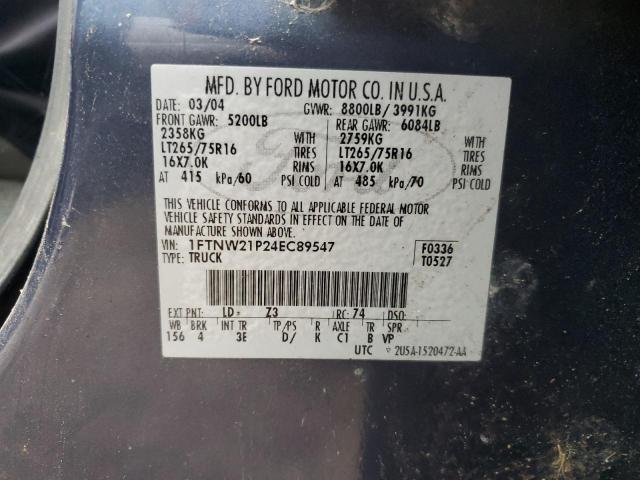 MFD. BY FORD MOTOR CO. IN U.S.A.
DATE: 03/04 GVWR: 8800LB/ 3991KG
FRONT GAWR: 5200LB REAR GAWR: 6084LB
2358KG WITH 2759KG WITH
LT265/75R16 TIRES LT265/75R16 TIRES
16X7.0K RIMS 16X7.0K RIMS
AT 415 kPa/60 PSI COLD AT 485 kPa/70 PSI COLD
THIS VEHICLE CONFORMS TO ALL APPLICABLE FEDERAL MOTOR
VEHICLE SAFETY STANDARDS IN EFFECT ON THE DATE OF
MANUFACTURE SHOWN ABOVE
VIN: 1FTNW21P24EC89547 F0336
TYPE: TRUCK T0527
EXT PNT: LD- Z3 RC: 74 DSO:
WB BRK INT TR TP/PS R AXLE TR SPR
156 4 3E D/ K C1 B VP
UTC 2U5A-1520472-AA
Ford